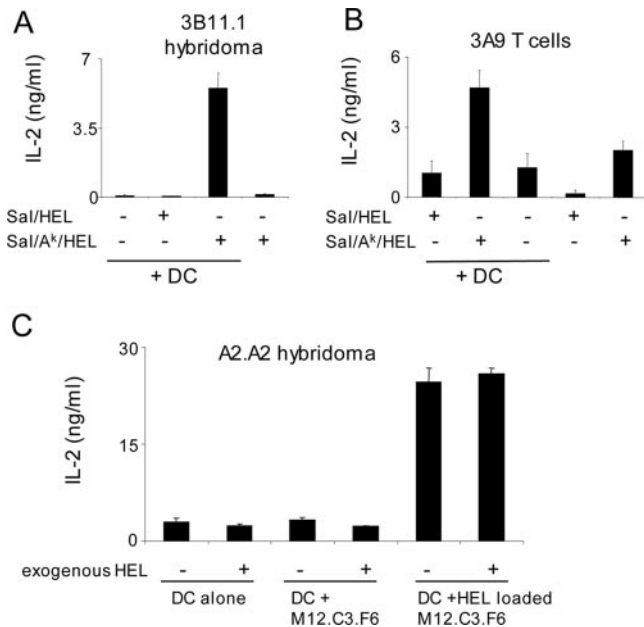 A
3B11.1
hybridoma
IL-2 (ng/ml)
7
3.5
0
Sal/HEL - + - -
Sal/Aᵏ/HEL - - + +
+ DC
B
3A9 T cells
IL-2 (ng/ml)
6
3
0
Sal/HEL + - - + -
Sal/Aᵏ/HEL - + - - +
+ DC
C
A2.A2 hybridoma
IL-2 (ng/ml)
30
15
0
exogenous HEL - + - + - +
DC alone
DC +
M12.C3.F6
DC +HEL loaded
M12.C3.F6